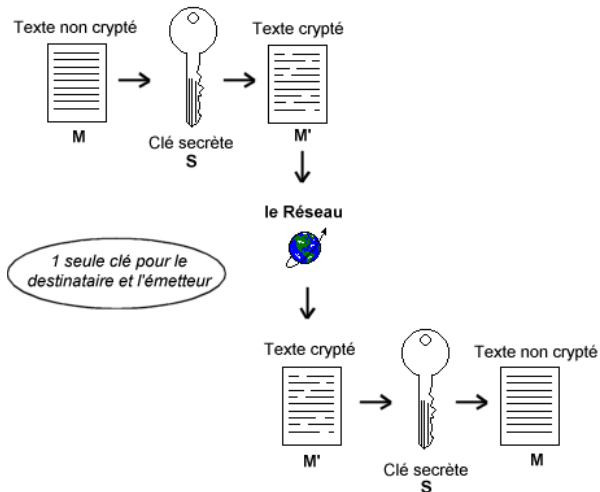 Texte non crypté
Texte crypté
M
Clé secrète
S
M'
le Réseau
1 seule clé pour le
destinataire et l'émetteur
Texte crypté
Texte non crypté
M'
Clé secrète
S
M